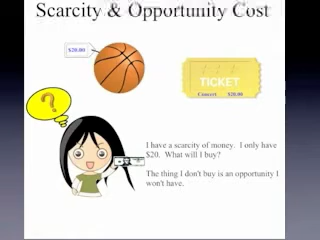 Scarcity & Opportunity Cost
$20.00
TICKET
Concert $20.00
?
I have a scarcity of money. I only have
$20. What will I buy?
The thing I don't buy is an opportunity I
won't have.